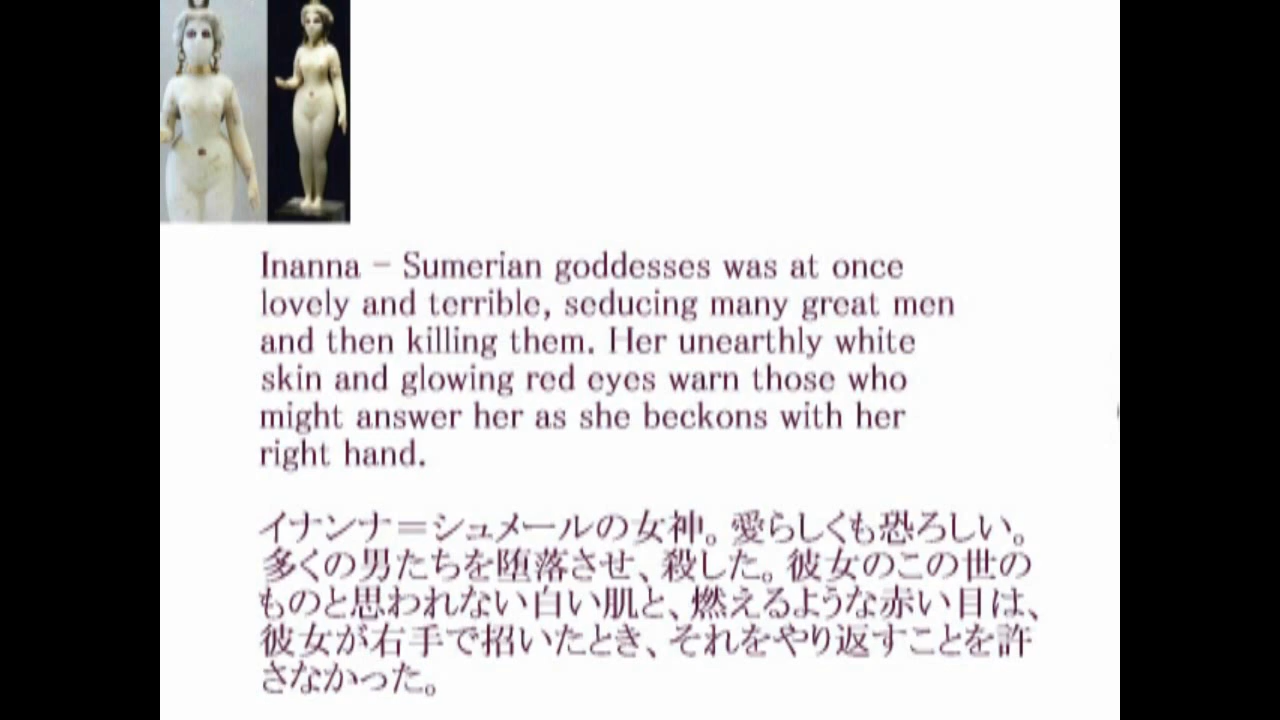 Inanna – Sumerian goddesses was at once
lovely and terrible, seducing many great men
and then killing them. Her unearthly white
skin and glowing red eyes warn those who
might answer her as she beckons with her
right hand.
イナンナ＝シュメールの女神。愛らしくも恐ろしい。
多くの男たちを堕落させ、殺した。彼女のこの世の
ものと思われない白い肌と、燃えるような赤い目は、
彼女が右手で招いたとき、それをやり返すことを許
さなかった。